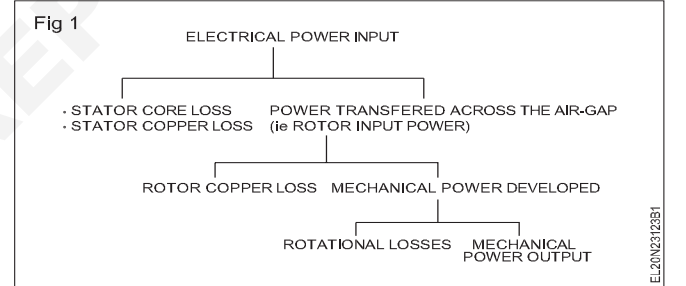 Fig 1
ELECTRICAL POWER INPUT
• STATOR CORE LOSS POWER TRANSFERED ACROSS THE AIR-GAP
• STATOR COPPER LOSS (ie ROTOR INPUT POWER)
ROTOR COPPER LOSS MECHANICAL POWER DEVELOPED
ROTATIONAL LOSSES MECHANICAL
POWER OUTPUT
EL20N23123B1